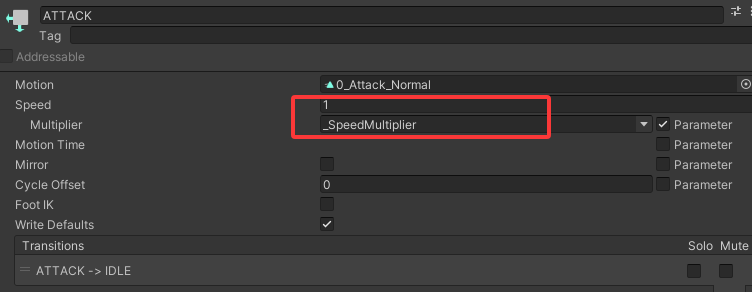 ATTACK
Tag
Addressable
Motion 0_Attack_Normal
Speed 1
Multiplier _SpeedMultiplier Parameter
Motion Time Parameter
Mirror Parameter
Cycle Offset 0 Parameter
Foot IK
Write Defaults
Transitions Solo Mute
ATTACK -> IDLE